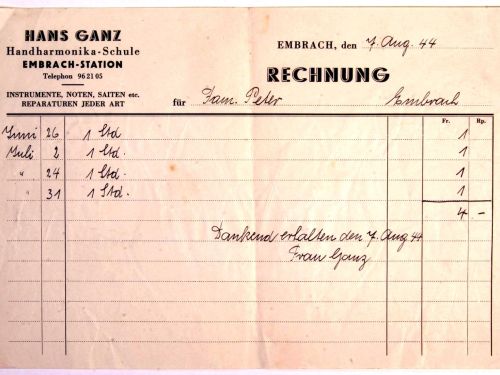 HANS GANZ
Handharmonika-Schule
EMBRACH-STATION
Telephon 96 21 05
INSTRUMENTE, NOTEN, SAITEN etc.
REPARATUREN JEDER ART
EMBRACH, den 7. Aug. 44
RECHNUNG
für Fam. Peter Embrach
Fr. Rp.
Juni 26 1 Std 1
Juli 2 1 Std. 1
" 24 1 Std. 1
" 31 1 Std. 1
4 -
Dankend erhalten den 7. Aug 44
Frau Ganz